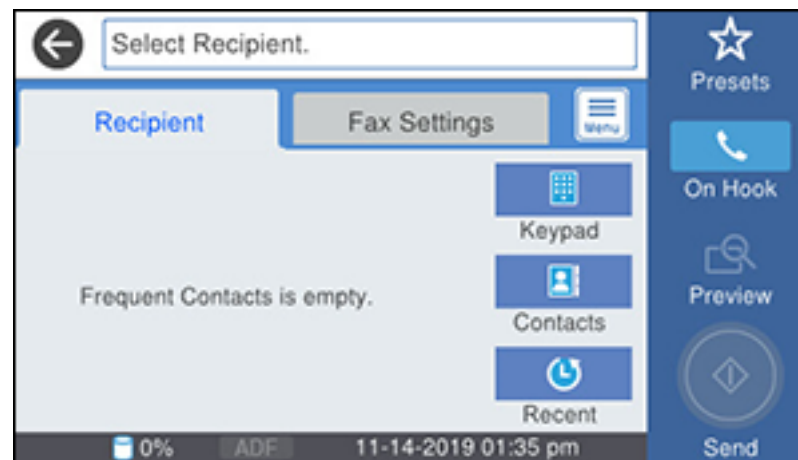 Select Recipient.
Presets
Recipient
Fax Settings
Menu
On Hook
Keypad
Frequent Contacts is empty.
Contacts
Preview
Recent
0%
ADF
11-14-2019 01:35 pm
Send